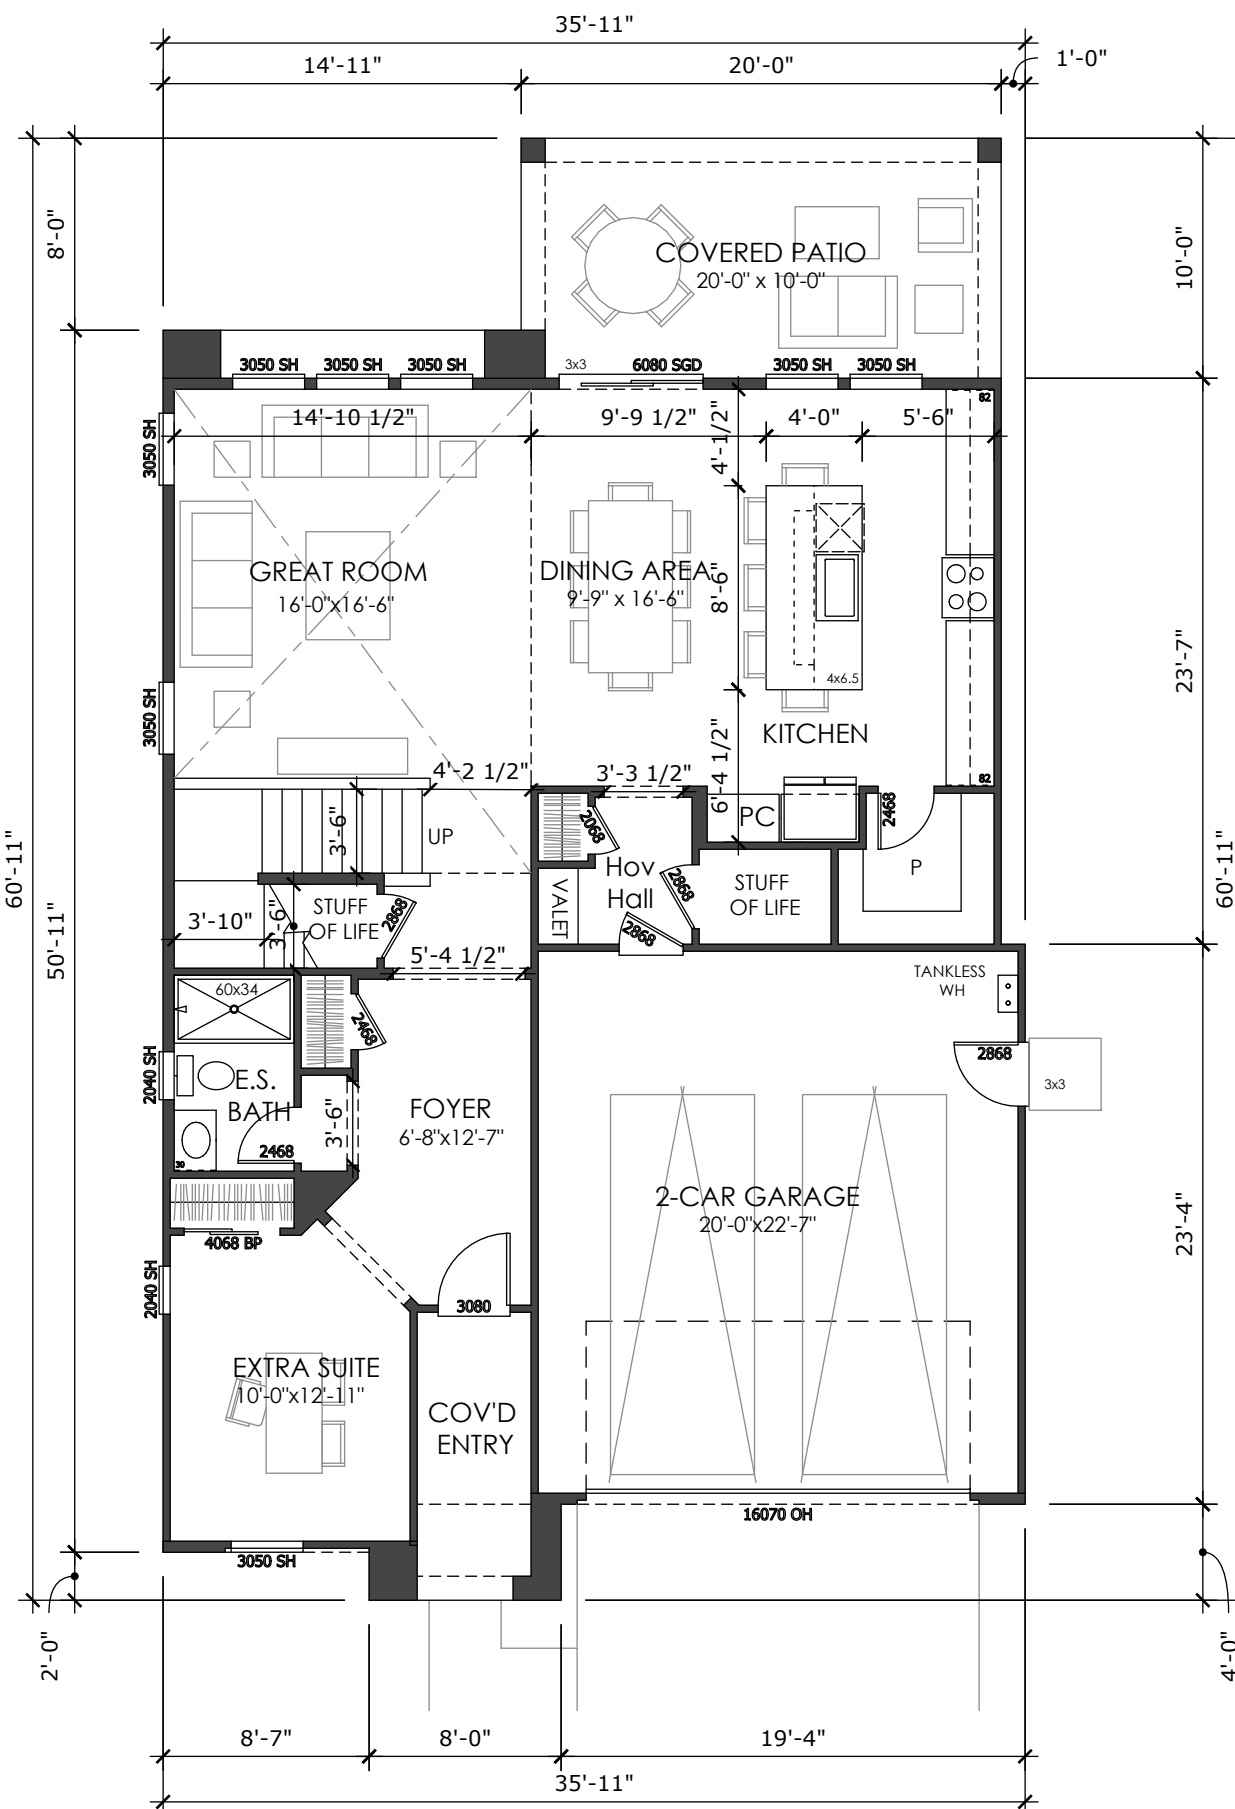 35'-11"
14'-11"
20'-0"
1'-0"
8'-0"
10'-0"
COVERED PATIO
20'-0" x 10'-0"
3050 SH
3050 SH
3050 SH
3x3
6080 SGD
3050 SH
3050 SH
82
14'-10 1/2"
9'-9 1/2"
4'-0"
5'-6"
4'-1/2"
3050 SH
GREAT ROOM
16'-0"x16'-6"
DINING AREA
9'-9" x 16'-6"
8'-6"
23'-7"
4x6.5
3050 SH
KITCHEN
4'-2 1/2"
3'-3 1/2"
6'-4 1/2"
82
3'-6"
UP
2068
PC
2468
60'-11"
60'-11"
50'-11"
Hov
Hall
P
VALET
2868
STUFF
OF LIFE
STUFF
OF LIFE
3'-10"
3'-6"
2868
2868
5'-4 1/2"
60x34
TANKLESS
WH
2468
2868
3x3
2040 SH
E.S.
BATH
3'-6"
FOYER
6'-8"x12'-7"
2468
30
2-CAR GARAGE
20'-0"x22'-7"
23'-4"
4068 BP
2040 SH
3080
EXTRA SUITE
10'-0"x12'-11"
COV'D
ENTRY
16070 OH
3050 SH
2'-0"
4'-0"
8'-7"
8'-0"
19'-4"
35'-11"